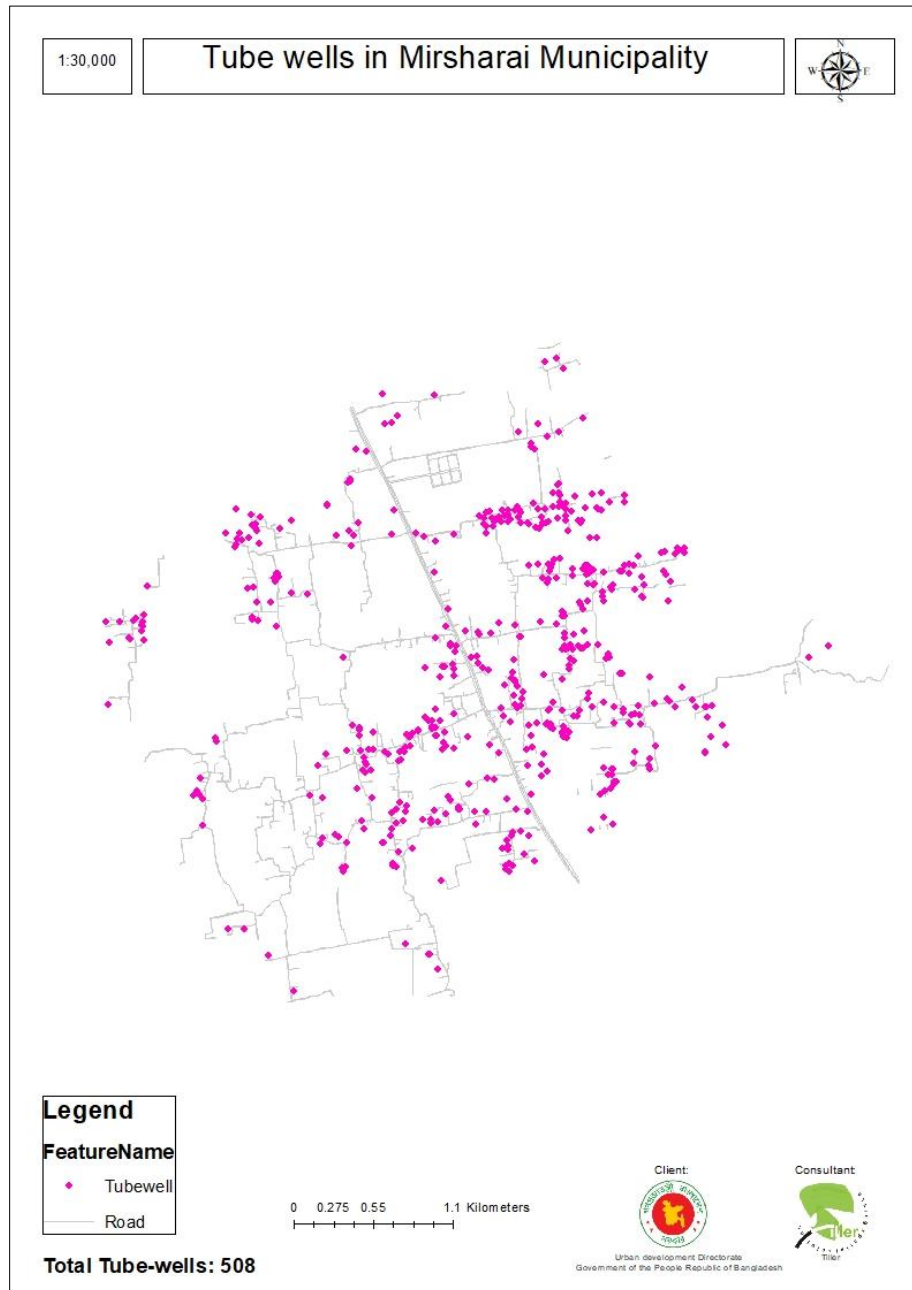 1:30,000
Tube wells in Mirsharai Municipality
N
W E
S
Legend
FeatureName
Tubewell
Road
Total Tube-wells: 508
0 0.275 0.55 1.1 Kilometers
Client:
Urban development Directorate
Government of the People Republic of Bangladesh
Consultant
Tiller
Tiller